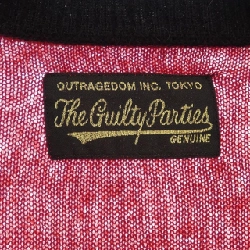 OUTRAGEDOM INC. TOKYO
The Guilty Parties
GENUINE